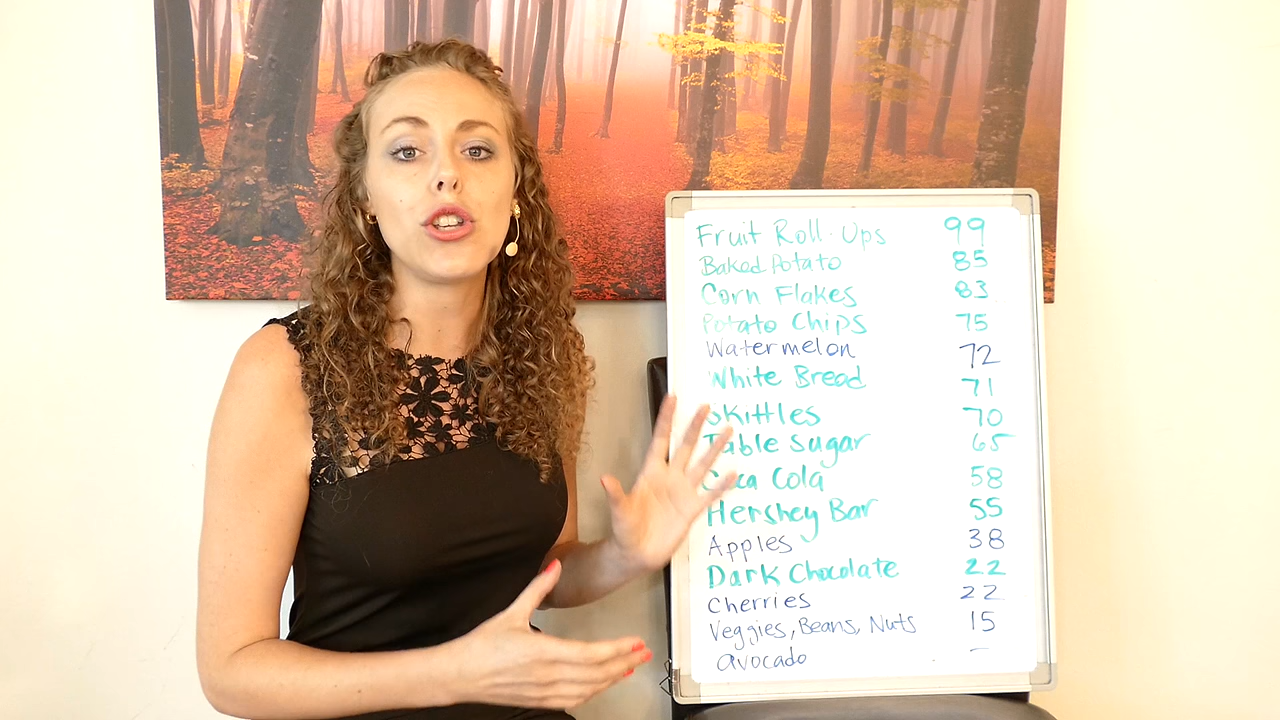 Fruit Roll-Ups 99
Baked Potato 85
Corn Flakes 83
Potato Chips 75
Watermelon 72
White Bread 71
Skittles 70
Table Sugar 65
Coca Cola 58
Hershey Bar 55
Apples 38
Dark Chocolate 22
Cherries 22
Veggies, Beans, Nuts 15
avocado –